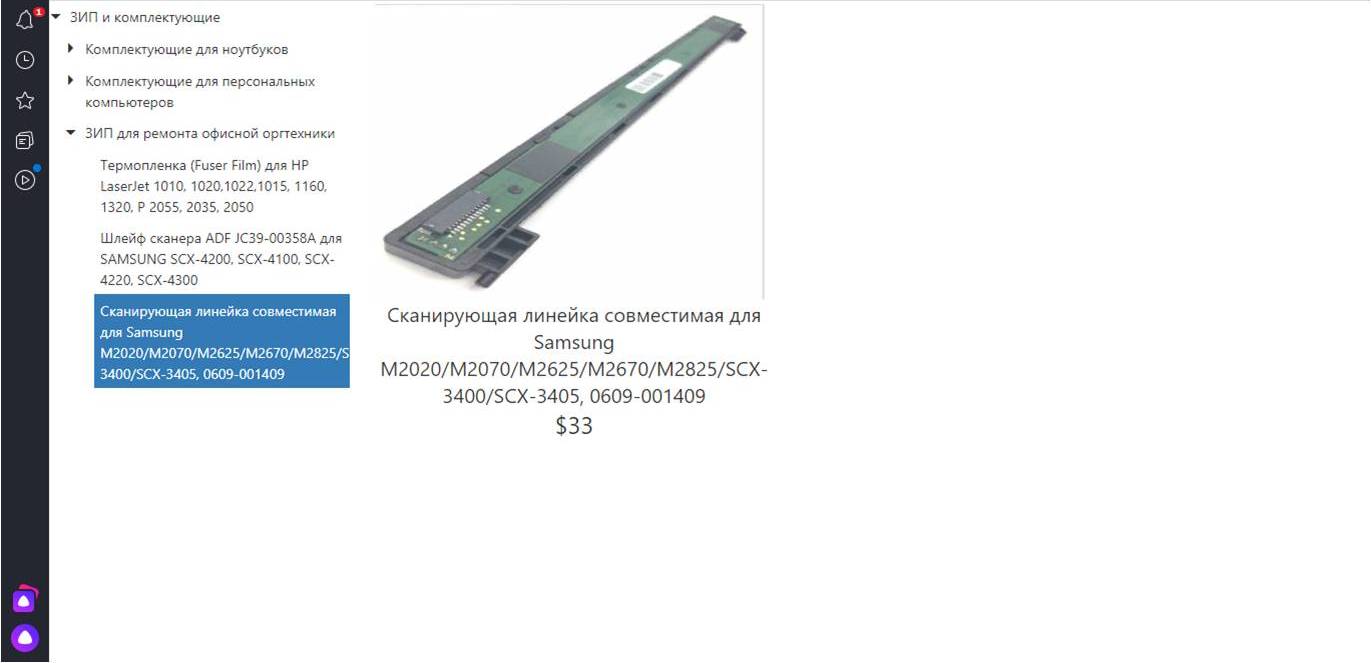 1
ЗИП и комплектующие
Комплектующие для ноутбуков
Комплектующие для персональных
компьютеров
ЗИП для ремонта офисной оргтехники
Термопленка (Fuser Film) для HP
LaserJet 1010, 1020,1022,1015, 1160,
1320, P 2055, 2035, 2050
Шлейф сканера ADF JC39-00358A для
SAMSUNG SCX-4200, SCX-4100, SCX-
4220, SCX-4300
Сканирующая линейка совместимая
для Samsung
M2020/M2070/M2625/M2670/M2825/S
3400/SCX-3405, 0609-001409
Сканирующая линейка совместимая для
Samsung
M2020/M2070/M2625/M2670/M2825/SCX-
3400/SCX-3405, 0609-001409
$33